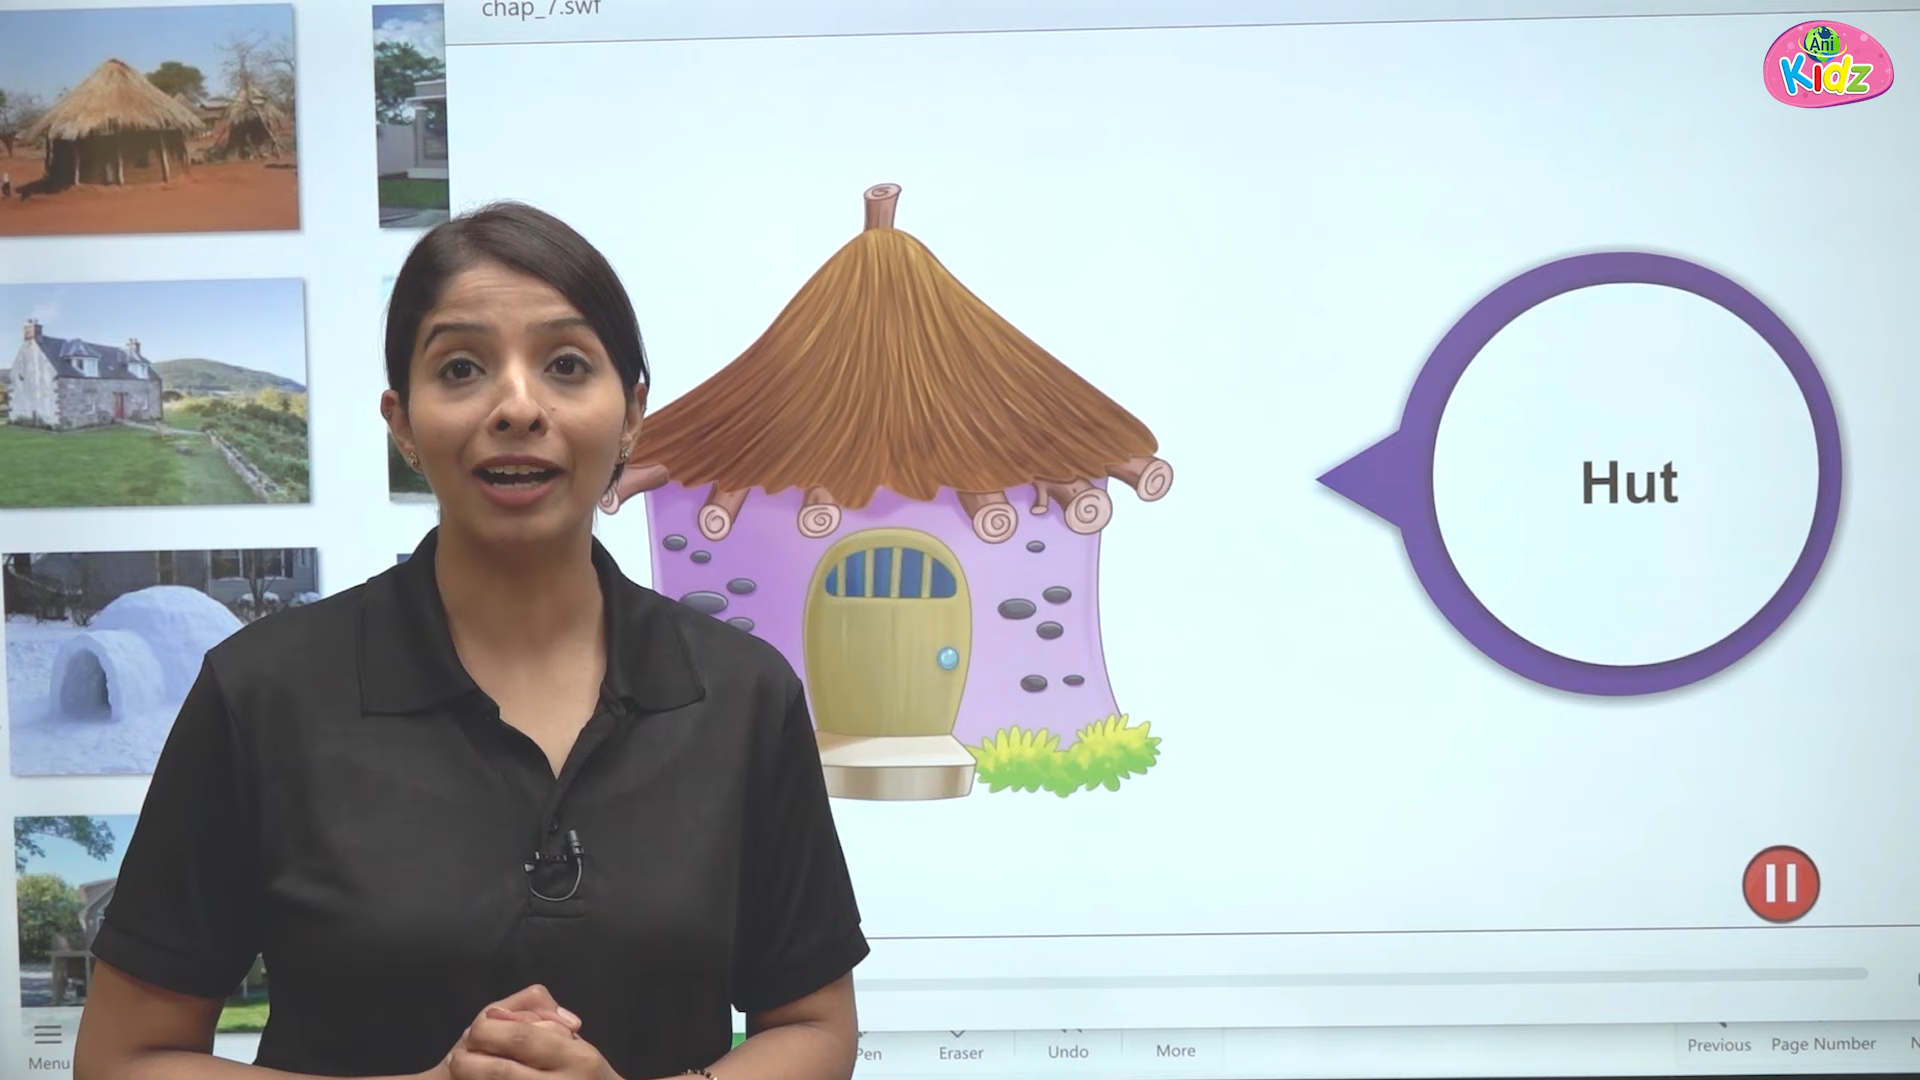 chap_7.swf
Ani
Kidz
Hut
Menu
Pen
Eraser
Undo
More
Previous
Page Number